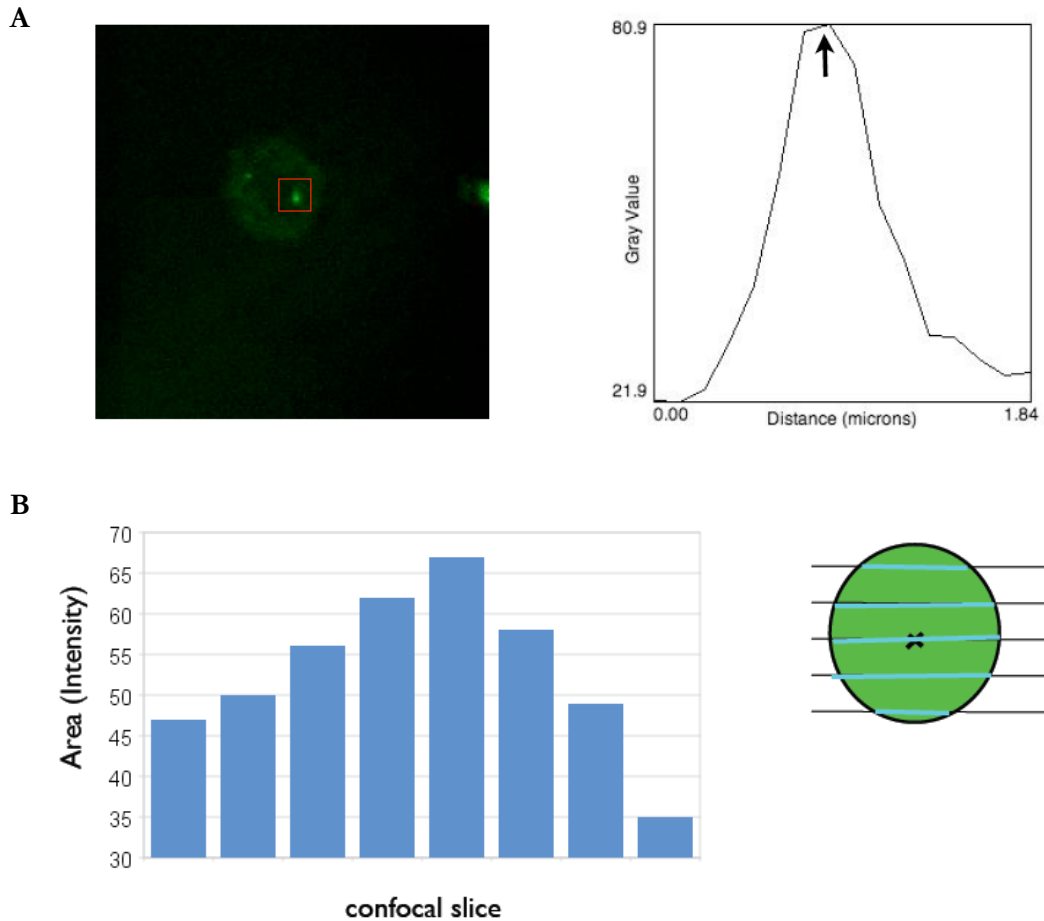 A
80.9
Gray Value
21.9
0.00
Distance (microns)
1.84
B
70
65
60
55
50
45
40
35
30
Area (Intensity)
confocal slice